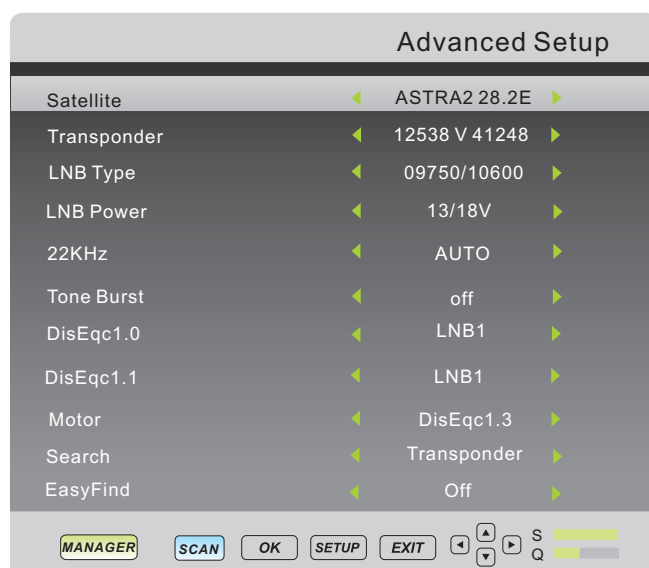 Advanced Setup
Satellite ASTRA2 28.2E
Transponder 12538 V 41248
LNB Type 09750/10600
LNB Power 13/18V
22KHz AUTO
Tone Burst off
DisEqc1.0 LNB1
DisEqc1.1 LNB1
Motor DisEqc1.3
Search Transponder
EasyFind Off
MANAGER SCAN OK SETUP EXIT S
Q